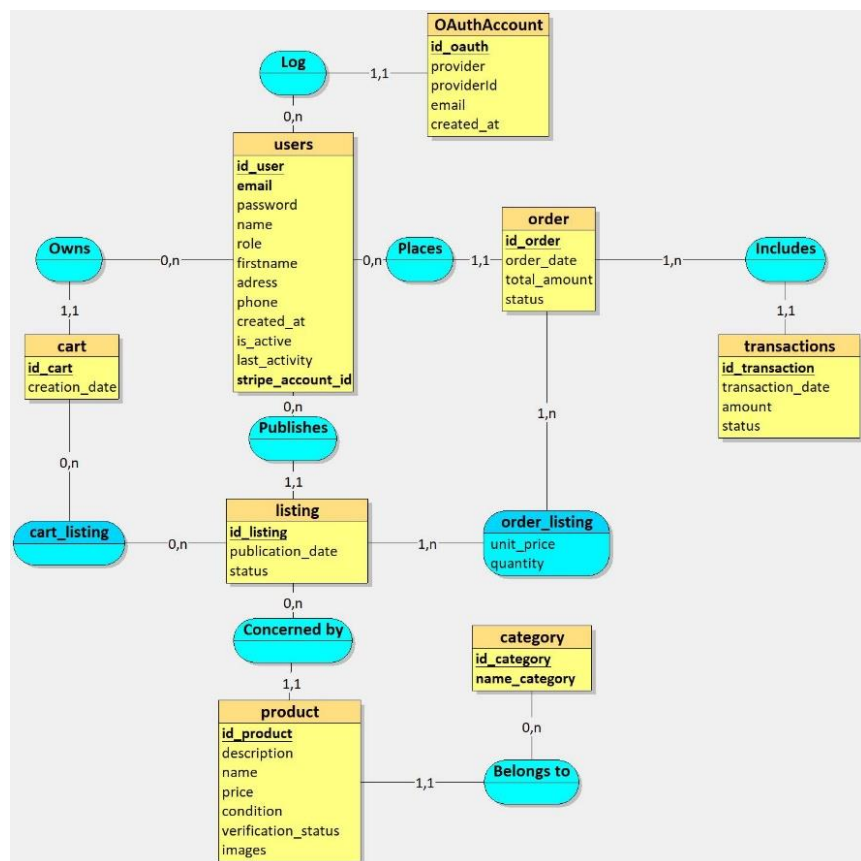 OAuthAccount
id_oauth
provider
providerId
email
created_at
Log
1,1
0,n
users
id_user
email
password
name
role
firstname
adress
phone
created_at
is_active
last_activity
stripe_account_id
Owns
0,n
1,1
0,n
Places
1,1
order
id_order
order_date
total_amount
status
1,n
Includes
1,1
cart
id_cart
creation_date
transactions
id_transaction
transaction_date
amount
status
0,n
Publishes
1,1
0,n
1,n
listing
id_listing
publication_date
status
cart_listing
0,n
1,n
order_listing
unit_price
quantity
0,n
Concerned by
1,1
category
id_category
name_category
0,n
product
id_product
description
name
price
condition
verification_status
images
1,1
Belongs to